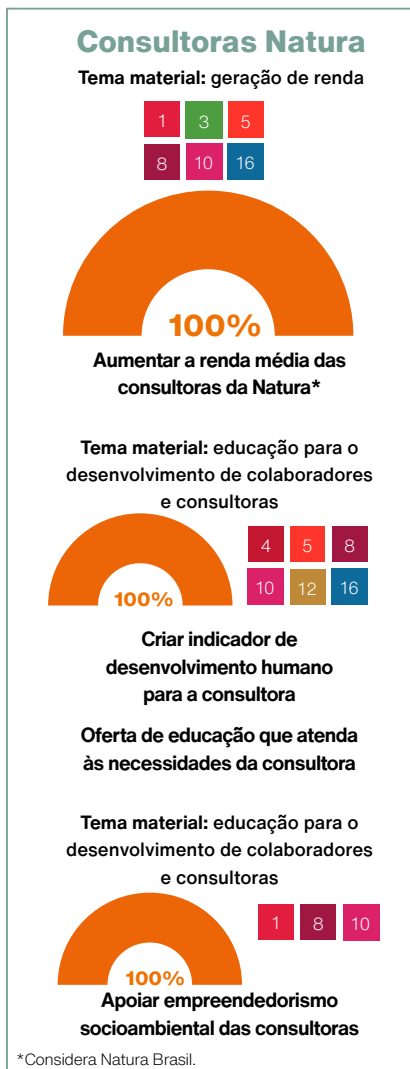 Consultoras Natura
Tema material: geração de renda
1 3 5
8 10 16
100%
Aumentar a renda média das
consultoras da Natura*
Tema material: educação para o
desenvolvimento de colaboradores
e consultoras
4 5 8
10 12 16
100%
Criar indicador de
desenvolvimento humano
para a consultora
Oferta de educação que atenda
às necessidades da consultora
Tema material: educação para o
desenvolvimento de colaboradores
e consultoras
1 8 10
100%
Apoiar empreendedorismo
socioambiental das consultoras
*Considera Natura Brasil.